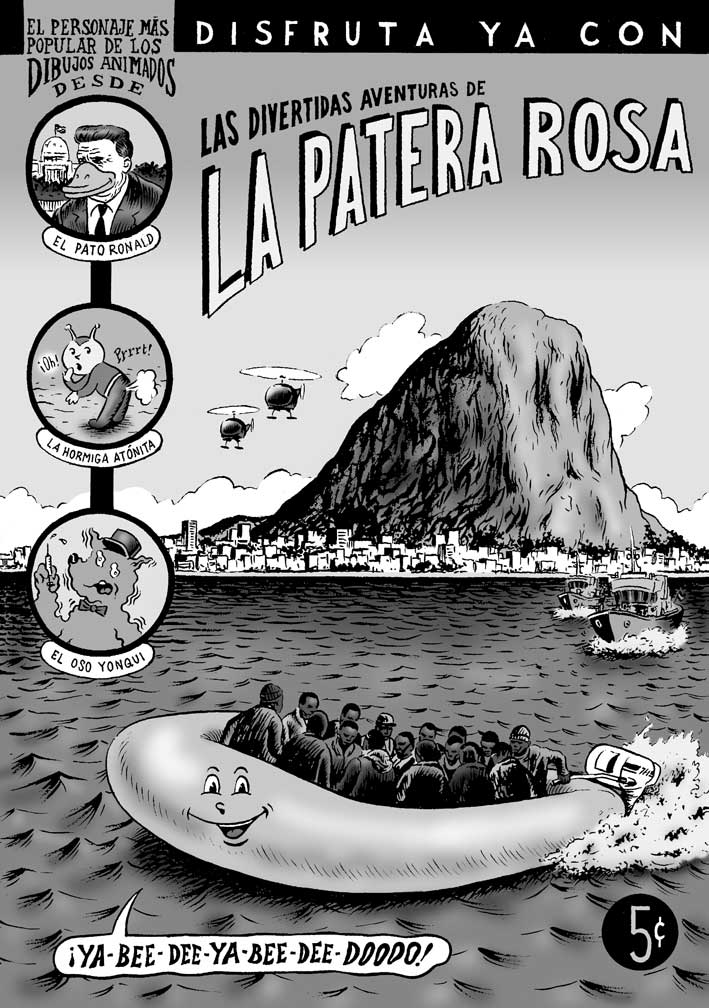 EL PERSONAJE MÁS
POPULAR DE LOS
DIBUJOS ANIMADOS
DESDE
EL PATO RONALD
¡Oh!
Prrrt!
LA HORMIGA ATÓNITA
EL OSO YONQUI
DISFRUTA YA CON
LAS DIVERTIDAS AVENTURAS DE
LA PATERA ROSA
¡YA-BEE-DEE-YA-BEE-DEE-DOODO!
5¢